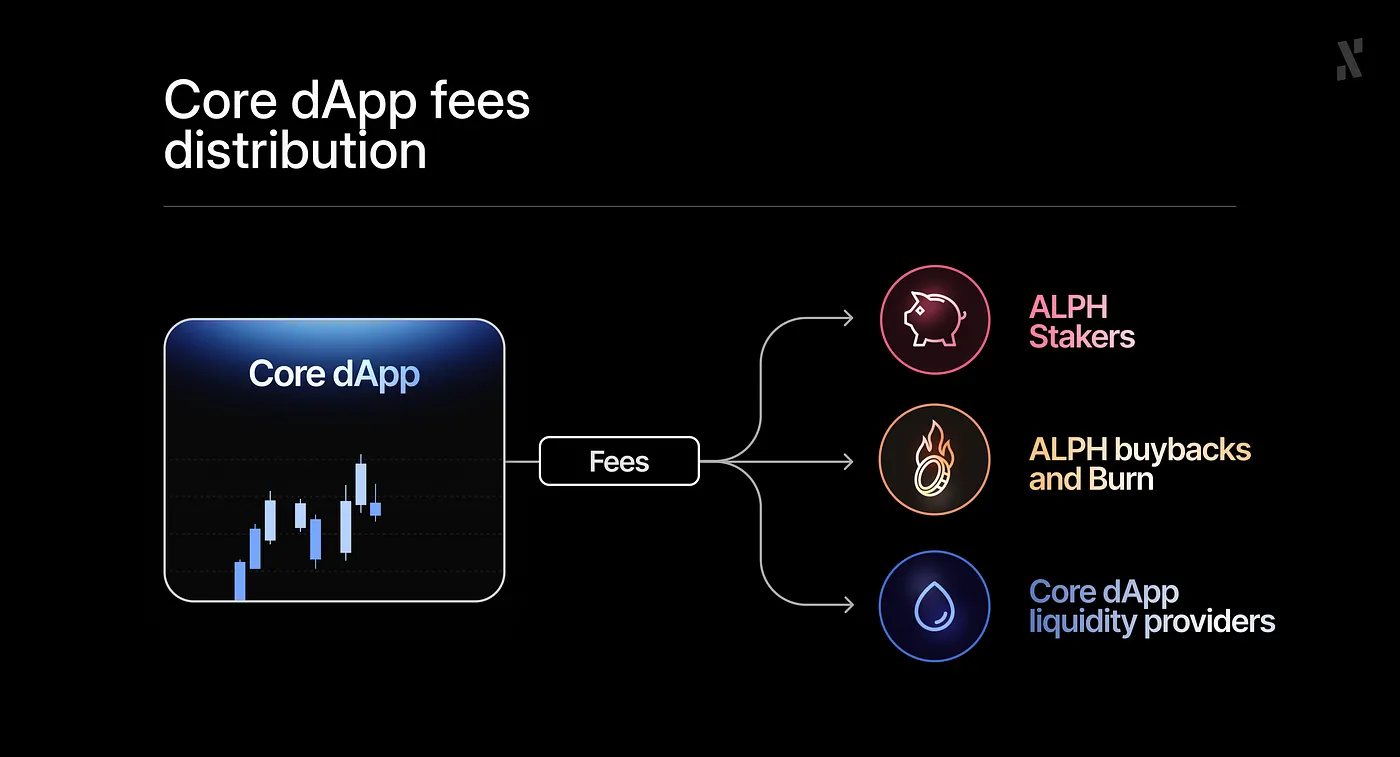 Core dApp fees
distribution
Core dApp
Fees
ALPH
Stakers
ALPH buybacks
and Burn
Core dApp
liquidity providers